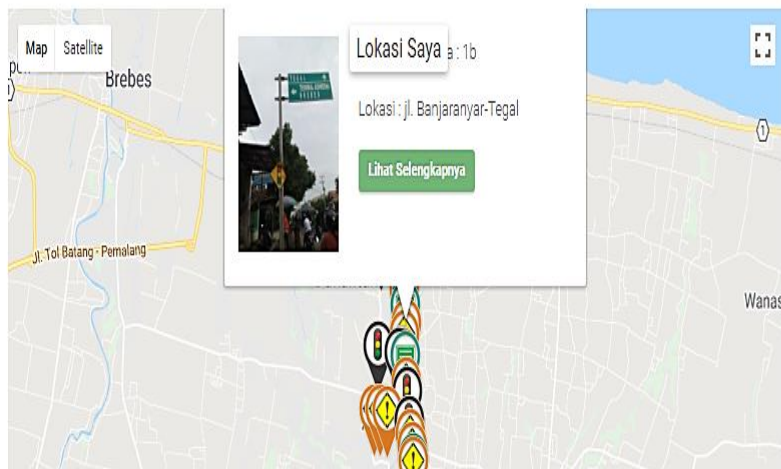 Map
Satellite
Brebes
Lokasi Saya a : 1b
Lokasi : jl. Banjaranyar-Tegal
Lihat Selengkapnya
Jl. Tol Batang - Pemalang
1
Wanas